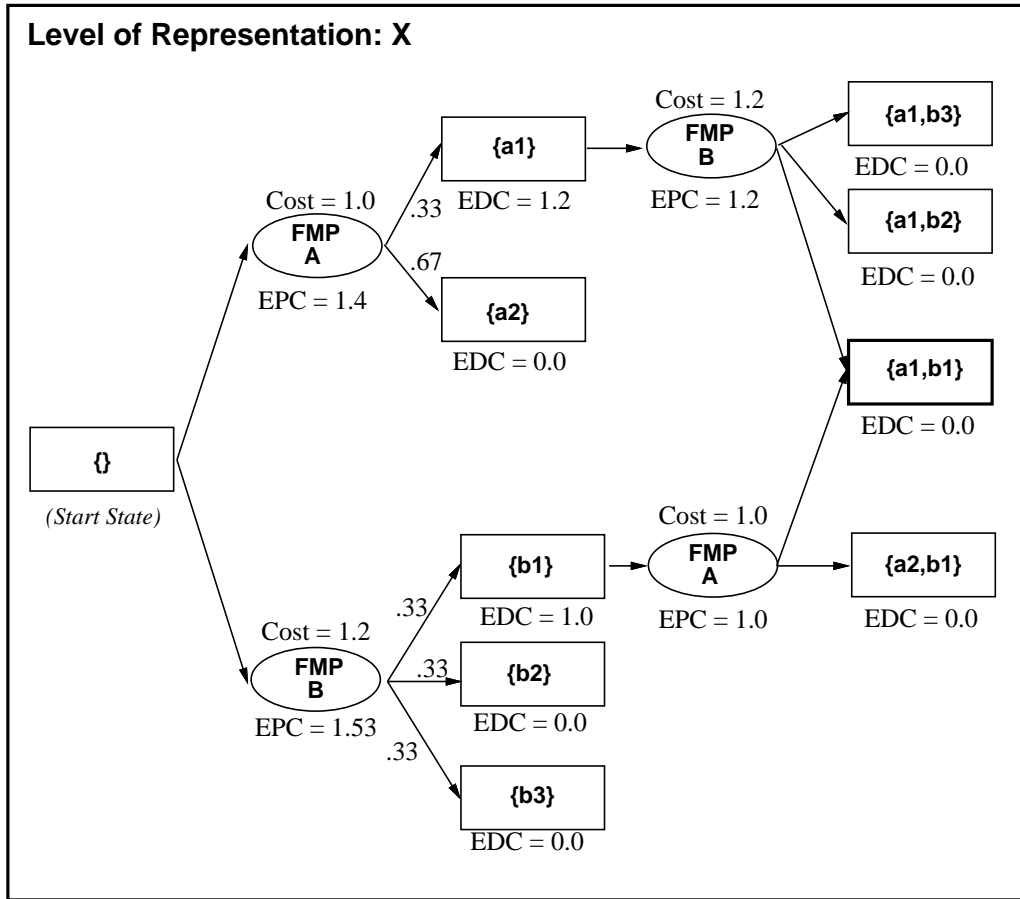 Level of Representation: X
Cost = 1.0
FMP
A
EPC = 1.4
.33
.67
{a1}
EDC = 1.2
{a2}
EDC = 0.0
Cost = 1.2
FMP
B
EPC = 1.2
{a1,b3}
EDC = 0.0
{a1,b2}
EDC = 0.0
{a1,b1}
EDC = 0.0
{}
(Start State)
Cost = 1.2
FMP
B
EPC = 1.53
.33
.33
.33
{b1}
EDC = 1.0
{b2}
EDC = 0.0
{b3}
EDC = 0.0
Cost = 1.0
FMP
A
EPC = 1.0
{a2,b1}
EDC = 0.0